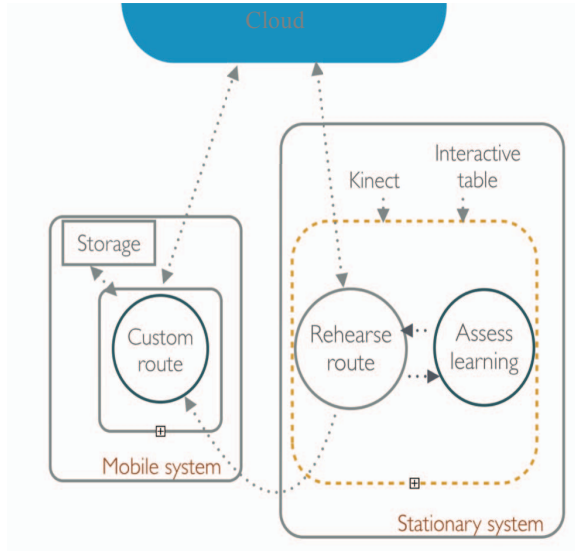 Cloud
Interactive
table
Kinect
Storage
Custom
route
Rehearse
route
Assess
learning
Mobile system
Stationary system